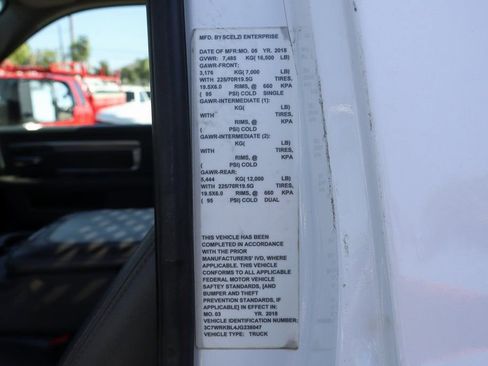 MFD. BY SCELZI ENTERPRISE
DATE OF MFR: MO. 06 YR. 2018
GVWR: 7,485 KG( 16,500 LB)
GAWR-FRONT:
3,176 KG( 7,000 LB)
WITH 225/70R19.5G TIRES,
19.5X6.0 RIMS, @ 660 KPA
( 95 PSI) COLD SINGLE
GAWR-INTERMEDIATE (1):
KG( LB)
WITH TIRES,
RIMS, @ KPA
( PSI) COLD
GAWR-INTERMEDIATE (2):
KG( LB)
WITH TIRES,
RIMS, @ KPA
( PSI) COLD
GAWR-REAR:
5,444 KG( 12,000 LB)
WITH 225/70R19.5G TIRES,
19.5X6.0 RIMS, @ 660 KPA
( 95 PSI) COLD DUAL
THIS VEHICLE HAS BEEN
COMPLETED IN ACCORDANCE
WITH THE PRIOR
MANUFACTURERS' IVD, WHERE
APPLICABLE. THIS VEHICLE
CONFORMS TO ALL APPLICABLE
FEDERAL MOTOR VEHICLE
SAFTEY STANDARDS, [AND
BUMPER AND THEFT
PREVENTION STANDARDS, IF
APPLICABLE] IN EFFECT IN:
MO. 03 YR. 2018
VEHICLE IDENTIFICATION NUMBER:
3C7WRKBL4JG238047
VEHICLE TYPE: TRUCK